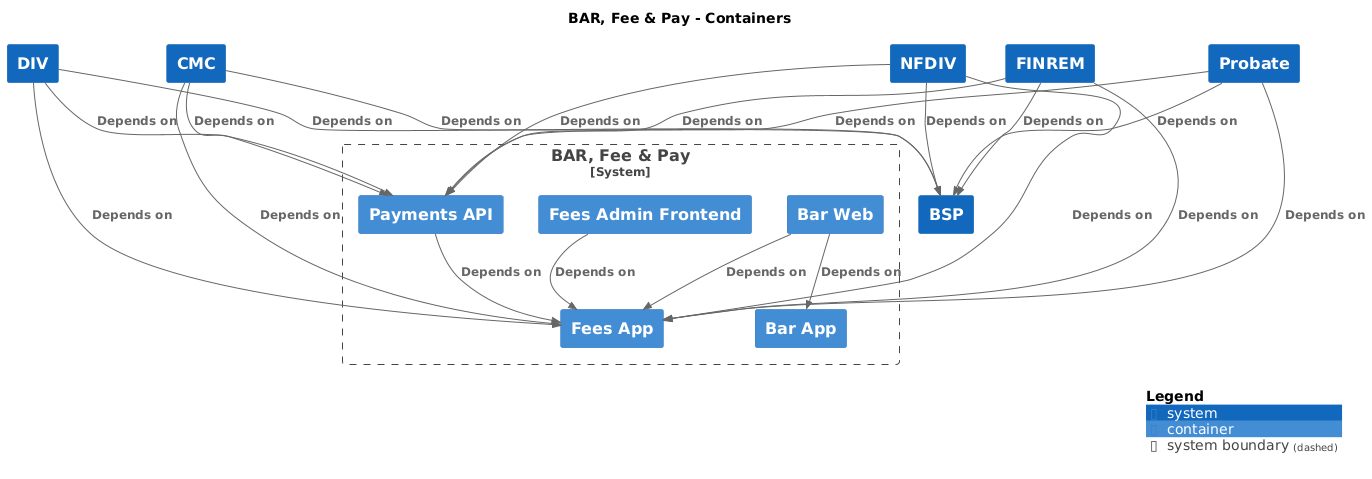 BAR, Fee & Pay - Containers
DIV
CMC
NFDIV
FINREM
Probate
Depends on
Depends on
Depends on
Depends on
Depends on
Depends on
Depends on
Depends on
Depends on
Depends on
BAR, Fee & Pay
[System]
Payments API
Fees Admin Frontend
Bar Web
BSP
Depends on
Depends on
Depends on
Depends on
Depends on
Depends on
Depends on
Depends on
Depends on
Fees App
Bar App
Legend
system
container
system boundary (dashed)